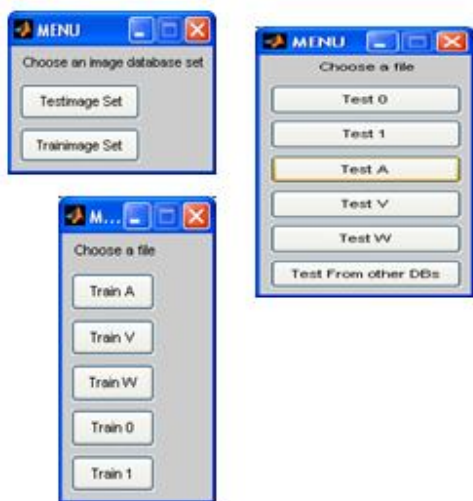 MENU
Choose an image database set
Testimage Set
Trainimage Set
MENU
Choose a file
Test 0
Test 1
Test A
Test V
Test W
Test From other DBs
M...
Choose a file
Train A
Train V
Train W
Train 0
Train 1